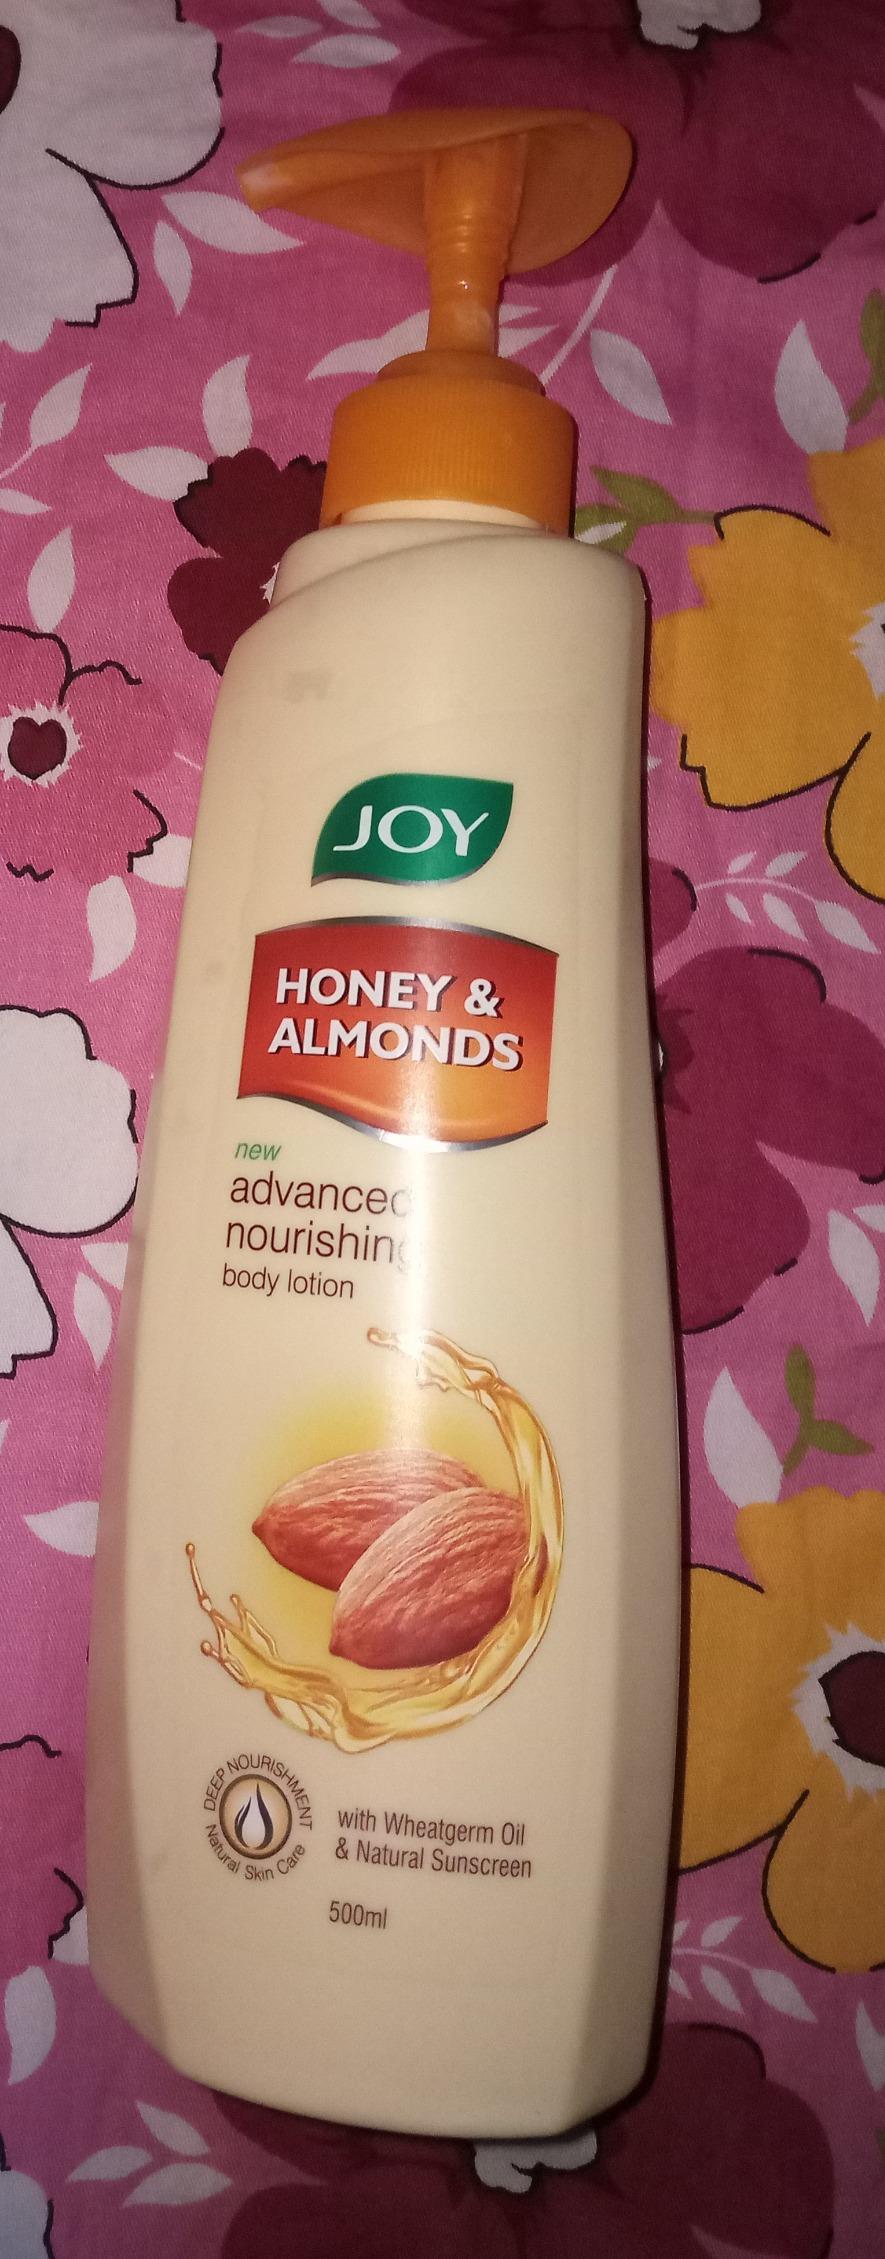 JOY
HONEY &
ALMONDS
new
advanced
nourishing
body lotion
DEEP NOURISHMENT
Natural Skin Care
with Wheatgerm Oil
& Natural Sunscreen
500ml